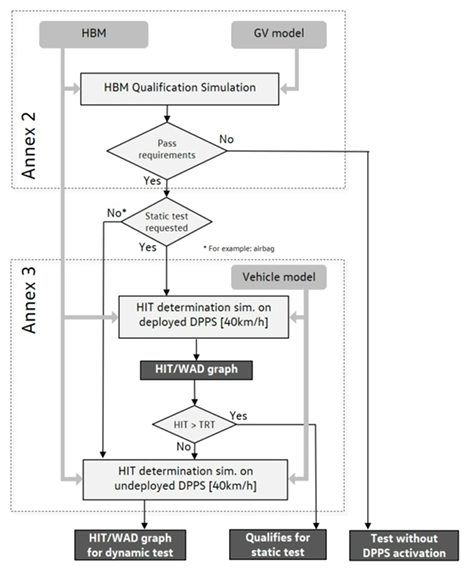 HBM
GV model
Annex 2
HBM Qualification Simulation
Pass
requirements
No
Yes
No*
Static test
requested
Yes
* For example: airbag
Annex 3
Vehicle model
HIT determination sim. on
deployed DPPS [40km/h]
HIT/WAD graph
HIT > TRT
Yes
No
HIT determination sim. on
undeployed DPPS [40km/h]
HIT/WAD graph
for dynamic test
Qualifies for
static test
Test without
DPPS activation